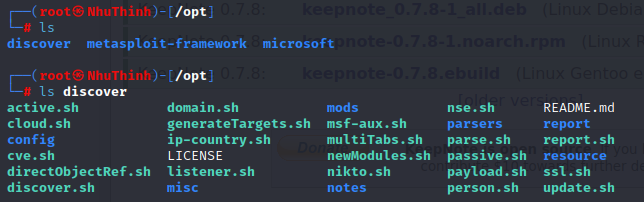 ┌──(root㉿NhuThinh)-[/opt]
└─# ls
discover metasploit-framework microsoft
┌──(root㉿NhuThinh)-[/opt]
└─# ls discover
active.sh domain.sh mods nse.sh README.md
cloud.sh generateTargets.sh msf-aux.sh parsers report
config ip-country.sh multiTabs.sh parse.sh report.sh
cve.sh LICENSE newModules.sh passive.sh resource
directObjectRef.sh listener.sh nikto.sh payload.sh ssl.sh
discover.sh misc notes person.sh update.sh
keepnote_0.7.8-1_all.deb (Linux Debia
0.7.8: keepnote-0.7.8-1.noarch.rpm (Linux R
0.7.8: keepnote-0.7.8.ebuild (Linux Gentoo e